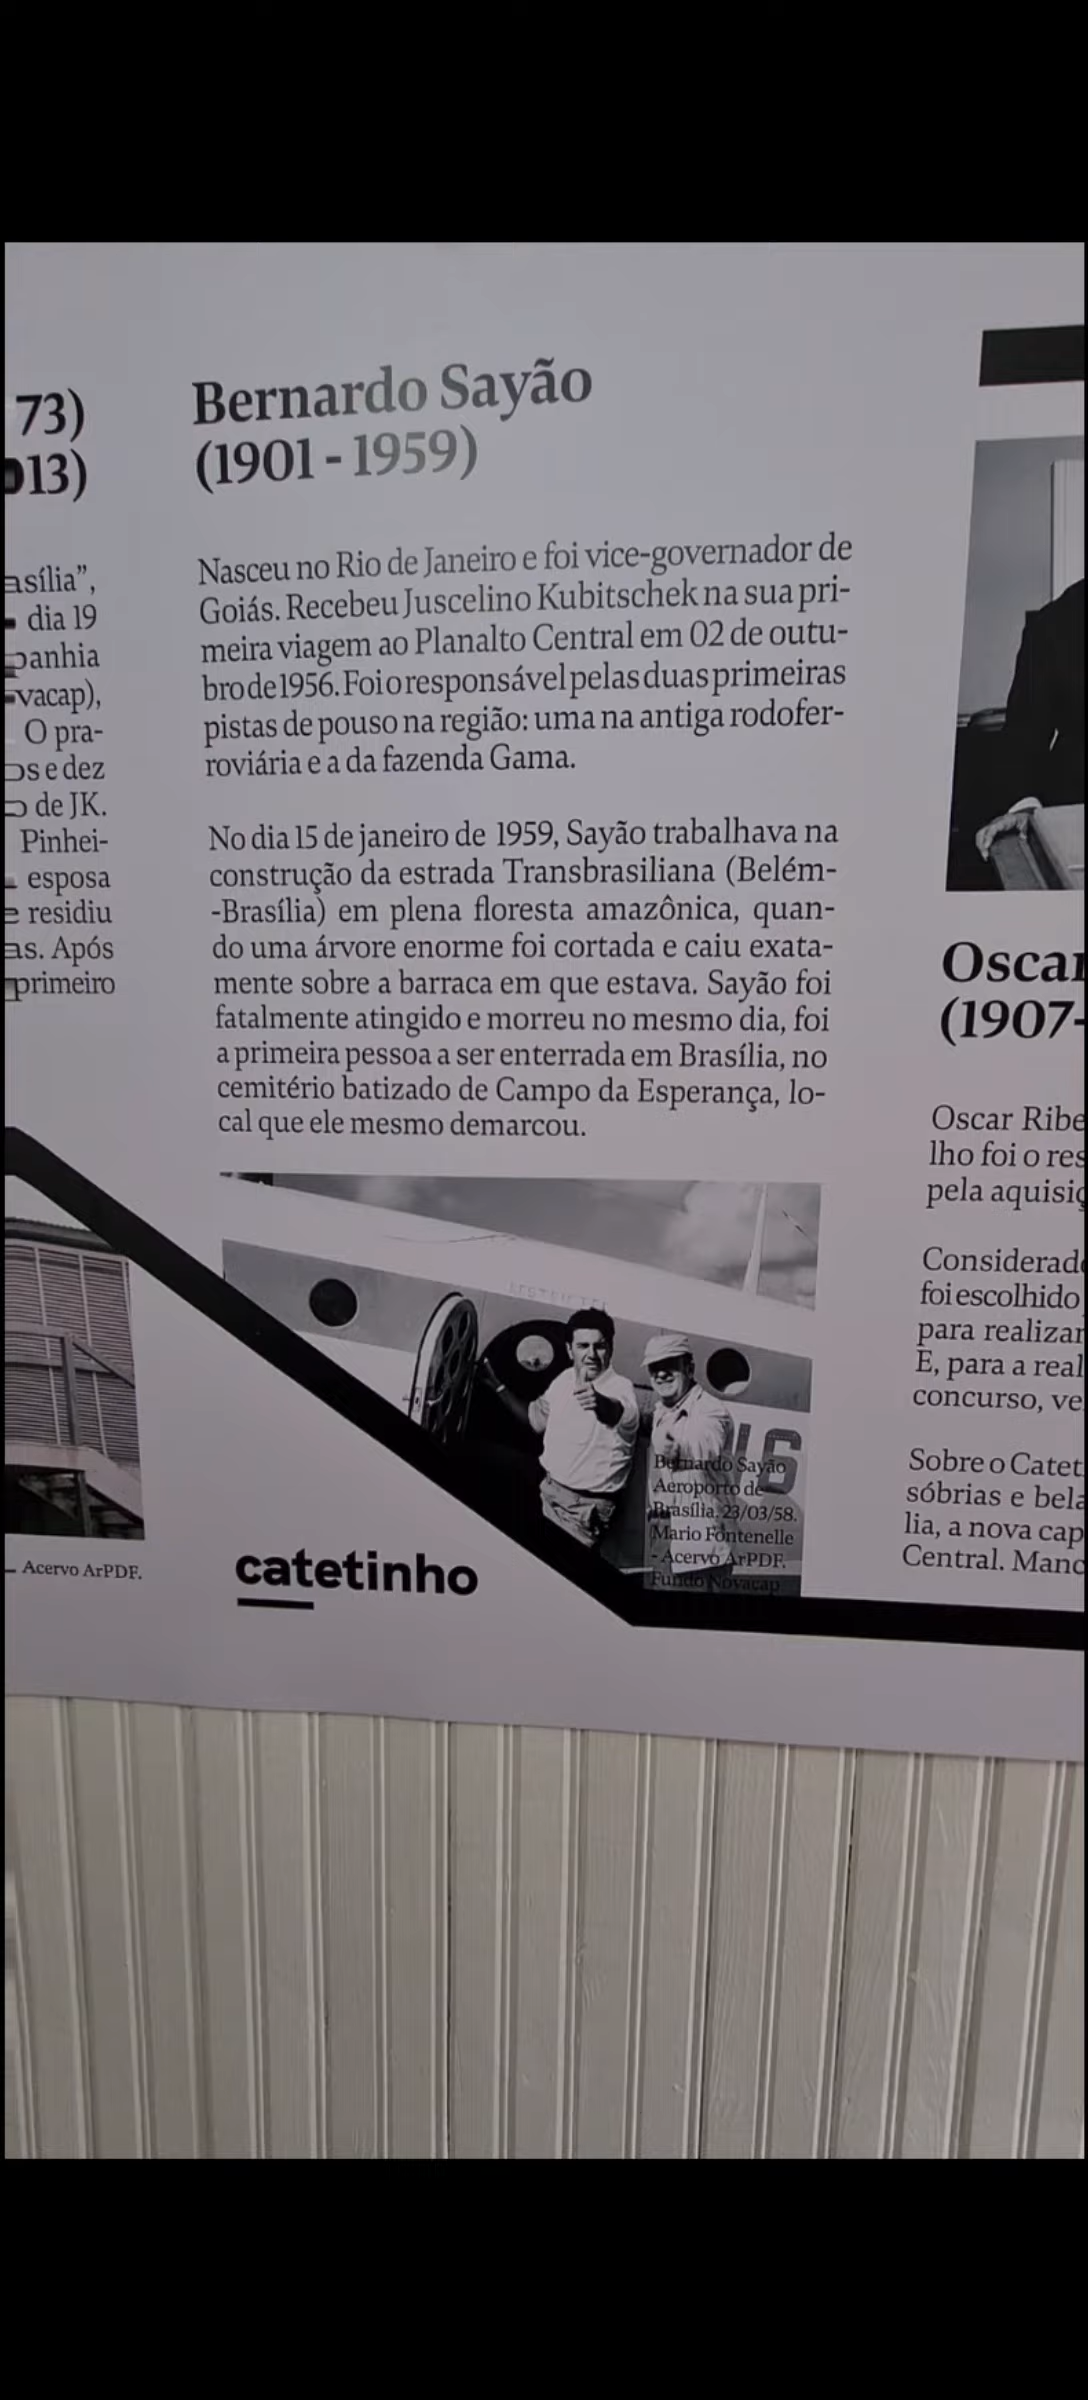 73)
013)
asília”,
dia 19
panhia
vacap),
O pra-
os e dez
o de JK.
Pinhei-
esposa
e residiu
as. Após
primeiro
Acervo ArPDF.
Bernardo Sayão
(1901 - 1959)
Nasceu no Rio de Janeiro e foi vice-governador de
Goiás. Recebeu Juscelino Kubitschek na sua pri-
meira viagem ao Planalto Central em 02 de outu-
bro de 1956. Foi o responsável pelas duas primeiras
pistas de pouso na região: uma na antiga rodofer-
roviária e a da fazenda Gama.
No dia 15 de janeiro de 1959, Sayão trabalhava na
construção da estrada Transbrasiliana (Belém-
-Brasília) em plena floresta amazônica, quan-
do uma árvore enorme foi cortada e caiu exata-
mente sobre a barraca em que estava. Sayão foi
fatalmente atingido e morreu no mesmo dia, foi
a primeira pessoa a ser enterrada em Brasília, no
cemitério batizado de Campo da Esperança, lo-
cal que ele mesmo demarcou.
Bernardo Sayão
Aeroporto de
Brasília, 23/03/58.
Mario Fontenelle
- Acervo ArPDF.
Fundo Novacap
catetinho
Oscar
(1907-
Oscar Ribe
lho foi o res
pela aquisiç
Considerado
foi escolhido
para realizar
E, para a real
concurso, ve
Sobre o Catet
sóbrias e bela
lia, a nova cap
Central. Manc